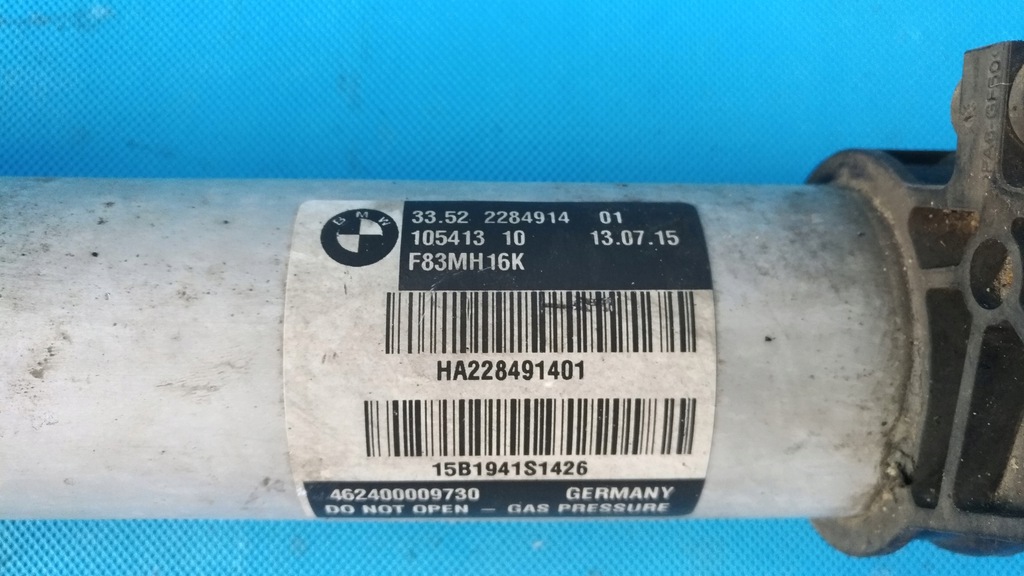 BMW
33.52 2284914 01
105413 10 13.07.15
F83MH16K
HA228491401
15B1941S1426
462400009730 GERMANY
DO NOT OPEN – GAS PRESSURE